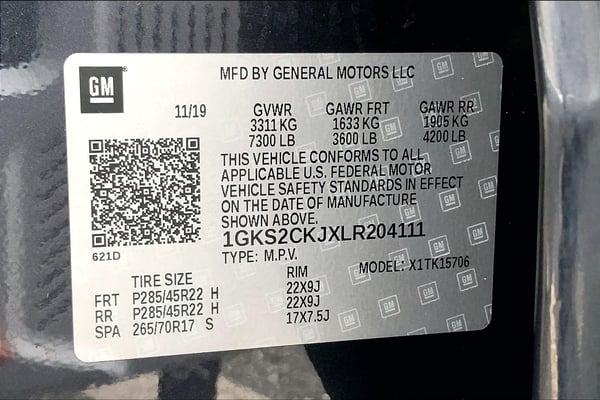 GM
MFD BY GENERAL MOTORS LLC
11/19 GVWR GAWR FRT GAWR RR
3311 KG 1633 KG 1905 KG
7300 LB 3600 LB 4200 LB
THIS VEHICLE CONFORMS TO ALL
APPLICABLE U.S. FEDERAL MOTOR
VEHICLE SAFETY STANDARDS IN EFFECT
ON THE DATE OF MANUFACTURE
SHOWN ABOVE.
1GKS2CKJXLR204111
621D
TYPE: M.P.V. MODEL: X1TK15706
TIRE SIZE RIM
FRT P285/45R22 H 22X9J
RR P285/45R22 H 22X9J
SPA 265/70R17 S 17X7.5J